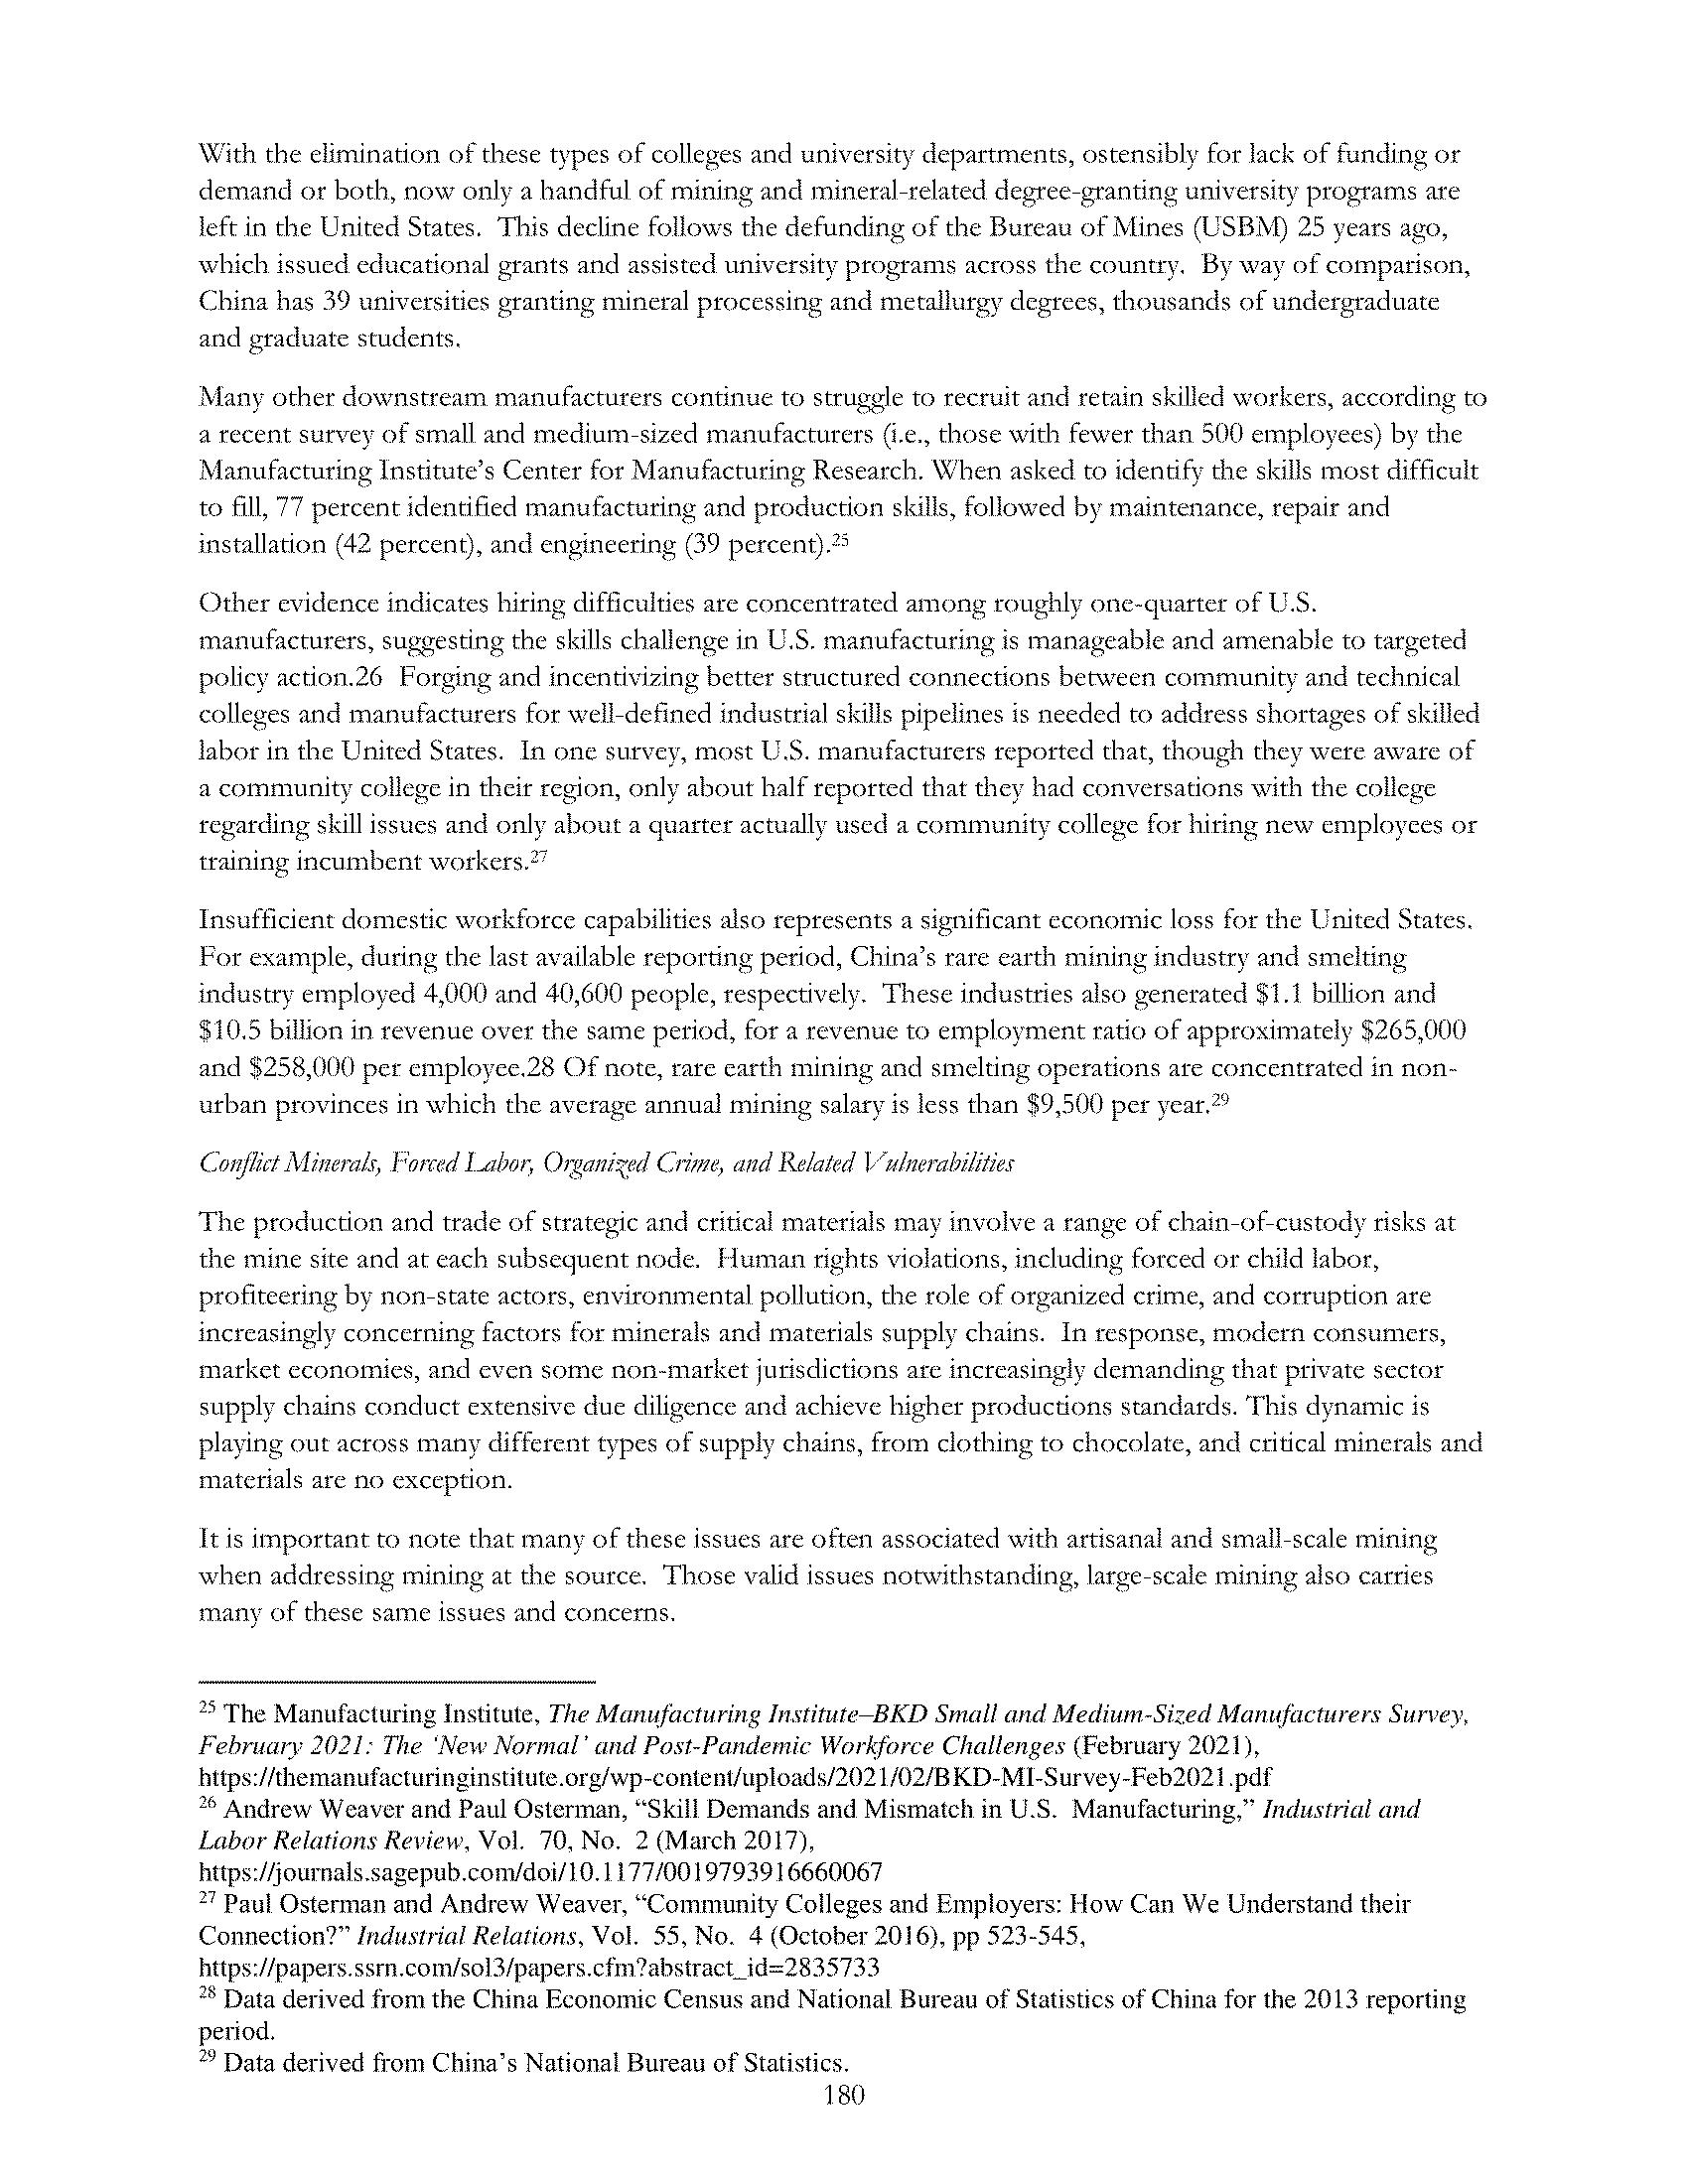 With the elimination of these types of colleges and university departments, ostensibly for lack of funding or
demand or both, now only a handful of mining and mineral-related degree-granting university programs are
left in the United States.  This decline follows the defunding of the Bureau of Mines (USBM) 25 years ago,
which issued educational grants and assisted university programs across the country.  By way of comparison,
China has 39 universities granting mineral processing and metallurgy degrees, thousands of undergraduate
and graduate students.
Many other downstream manufacturers continue to struggle to recruit and retain skilled workers, according to
a recent survey of small and medium-sized manufacturers (i.e., those with fewer than 500 employees) by the
Manufacturing Institute's Center for Manufacturing Research. When asked to identify the skills most difficult
to fill, 77 percent identified manufacturing and production skills, followed by maintenance, repair and
installation (42 percent), and engineering (39 percent).25
Other evidence indicates hiring difficulties are concentrated among roughly one-quarter of U.S.
manufacturers, suggesting the skills challenge in U.S. manufacturing is manageable and amenable to targeted
policy action.26  Forging and incentivizing better structured connections between community and technical
colleges and manufacturers for well-defined industrial skills pipelines is needed to address shortages of skilled
labor in the United States.  In one survey, most U.S. manufacturers reported that, though they were aware of
a community college in their region, only about half reported that they had conversations with the college
regarding skill issues and only about a quarter actually used a community college for hiring new employees or
training incumbent workers.27
Insufficient domestic workforce capabilities also represents a significant economic loss for the United States.
For example, during the last available reporting period, China's rare earth mining industry and smelting
industry employed 4,000 and 40,600 people, respectively.  These industries also generated $1.1 billion and
$10.5 billion in revenue over the same period, for a revenue to employment ratio of approximately $265,000
and $258,000 per employee.28 Of note, rare earth mining and smelting operations are concentrated in non-
urban provinces in which the average annual mining salary is less than $9,500 per year.29
Conflict Minerals, Forced Labor, Organized Crime, and Related Vulnerabilities
The production and trade of strategic and critical materials may involve a range of chain-of-custody risks at
the mine site and at each subsequent node.  Human rights violations, including forced or child labor,
profiteering by non-state actors, environmental pollution, the role of organized crime, and corruption are
increasingly concerning factors for minerals and materials supply chains.  In response, modern consumers,
market economies, and even some non-market jurisdictions are increasingly demanding that private sector
supply chains conduct extensive due diligence and achieve higher productions standards. This dynamic is
playing out across many different types of supply chains, from clothing to chocolate, and critical minerals and
materials are no exception.
It is important to note that many of these issues are often associated with artisanal and small-scale mining
when addressing mining at the source.  Those valid issues notwithstanding, large-scale mining also carries
many of these same issues and concerns.
25 The Manufacturing Institute, The Manufacturing Institute–BKD Small and Medium-Sized Manufacturers Survey,
February 2021: The 'New Normal' and Post-Pandemic Workforce Challenges (February 2021),
https://themanufacturinginstitute.org/wp-content/uploads/2021/02/BKD-MI-Survey-Feb2021.pdf
26 Andrew Weaver and Paul Osterman, “Skill Demands and Mismatch in U.S.  Manufacturing,” Industrial and
Labor Relations Review, Vol.  70, No.  2 (March 2017),
https://journals.sagepub.com/doi/10.1177/0019793916660067
27 Paul Osterman and Andrew Weaver, “Community Colleges and Employers: How Can We Understand their
Connection?” Industrial Relations, Vol.  55, No.  4 (October 2016), pp 523-545,
https://papers.ssrn.com/sol3/papers.cfm?abstract_id=2835733
28 Data derived from the China Economic Census and National Bureau of Statistics of China for the 2013 reporting
period.
29 Data derived from China's National Bureau of Statistics.
180